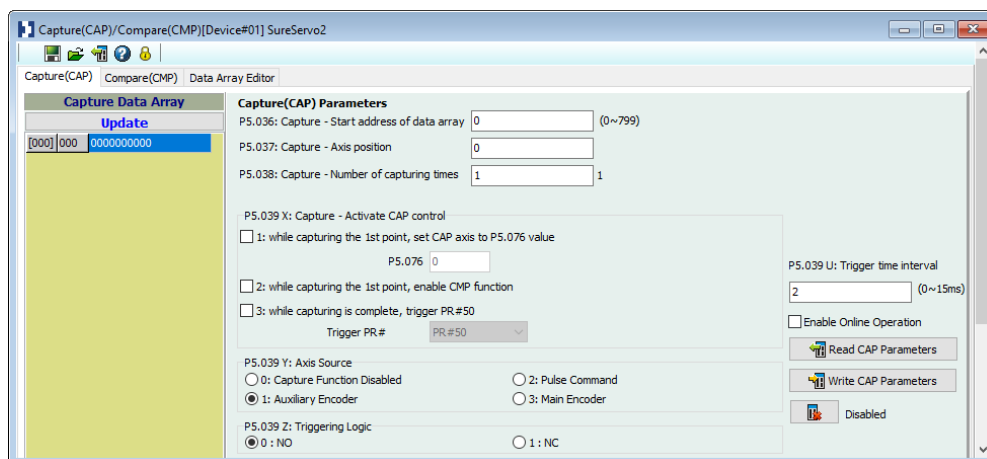 Capture(CAP)/Compare(CMP)[Device#01] SureServo2
Capture(CAP) Compare(CMP) Data Array Editor
Capture Data Array
Update
[000] 000 0000000000
Capture(CAP) Parameters
P5.036: Capture - Start address of data array 0 (0~799)
P5.037: Capture - Axis position 0
P5.038: Capture - Number of capturing times 1 1
P5.039 X: Capture - Activate CAP control
1: while capturing the 1st point, set CAP axis to P5.076 value
P5.076 0
2: while capturing the 1st point, enable CMP function
3: while capturing is complete, trigger PR#50
Trigger PR# PR#50
P5.039 Y: Axis Source
0: Capture Function Disabled 2: Pulse Command
1: Auxiliary Encoder 3: Main Encoder
P5.039 Z: Triggering Logic
0 : NO 1 : NC
P5.039 U: Trigger time interval
2 (0~15ms)
Enable Online Operation
Read CAP Parameters
Write CAP Parameters
Disabled